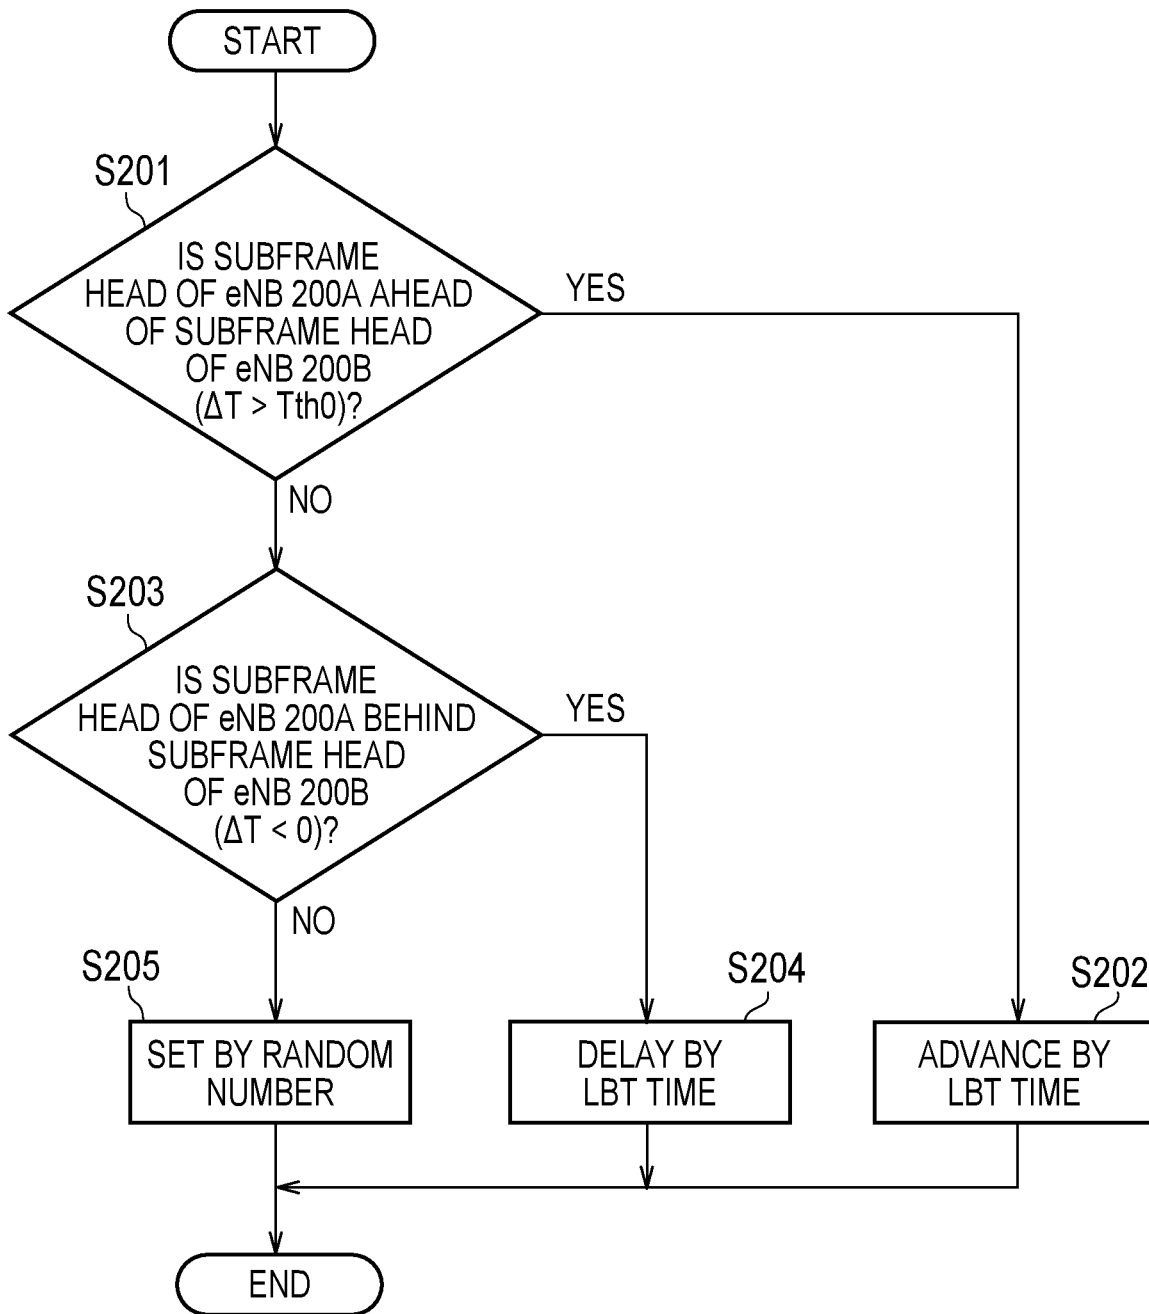 START
S201
IS SUBFRAME
HEAD OF eNB 200A AHEAD
OF SUBFRAME HEAD
OF eNB 200B
(ΔT > Tth0)?
YES
NO
S203
IS SUBFRAME
HEAD OF eNB 200A BEHIND
SUBFRAME HEAD
OF eNB 200B
(ΔT < 0)?
YES
NO
S205
SET BY RANDOM
NUMBER
S204
DELAY BY
LBT TIME
S202
ADVANCE BY
LBT TIME
END